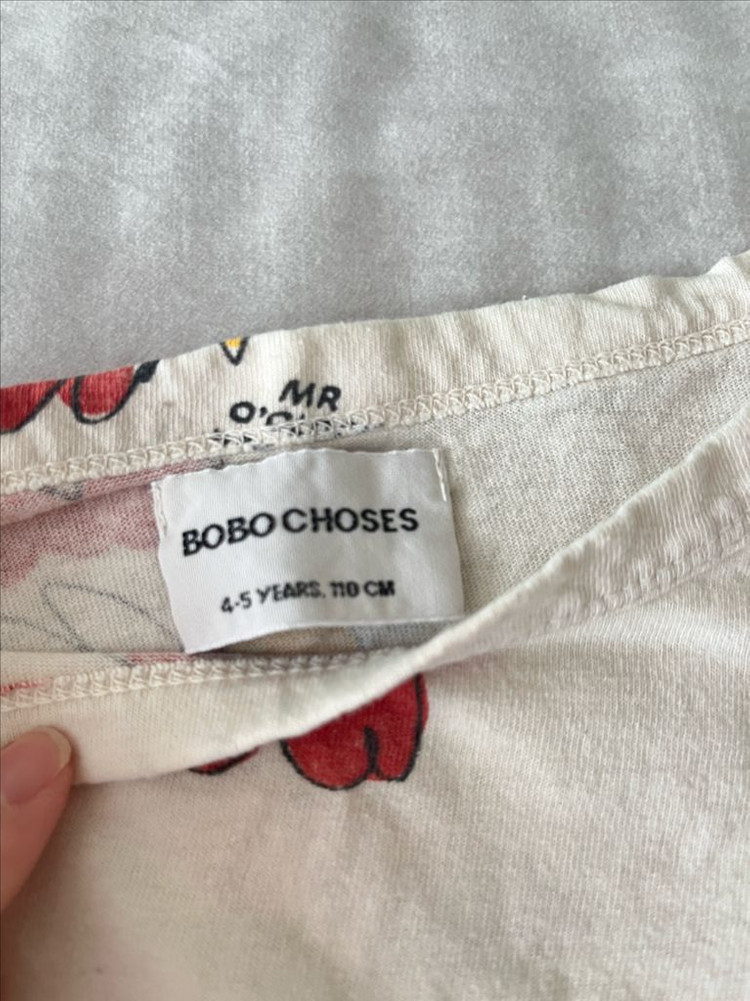 MR
O'
BOBO CHOSES
4-5 YEARS, 110 CM